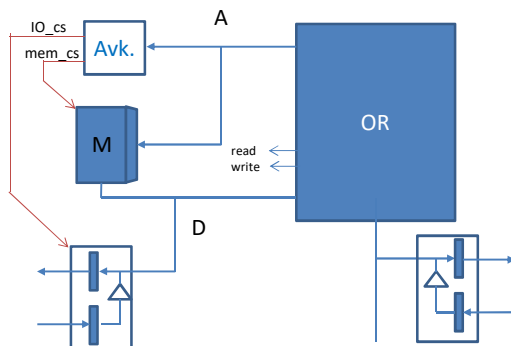 A
IO_cs
Avk.
mem_cs
OR
M
read
write
D